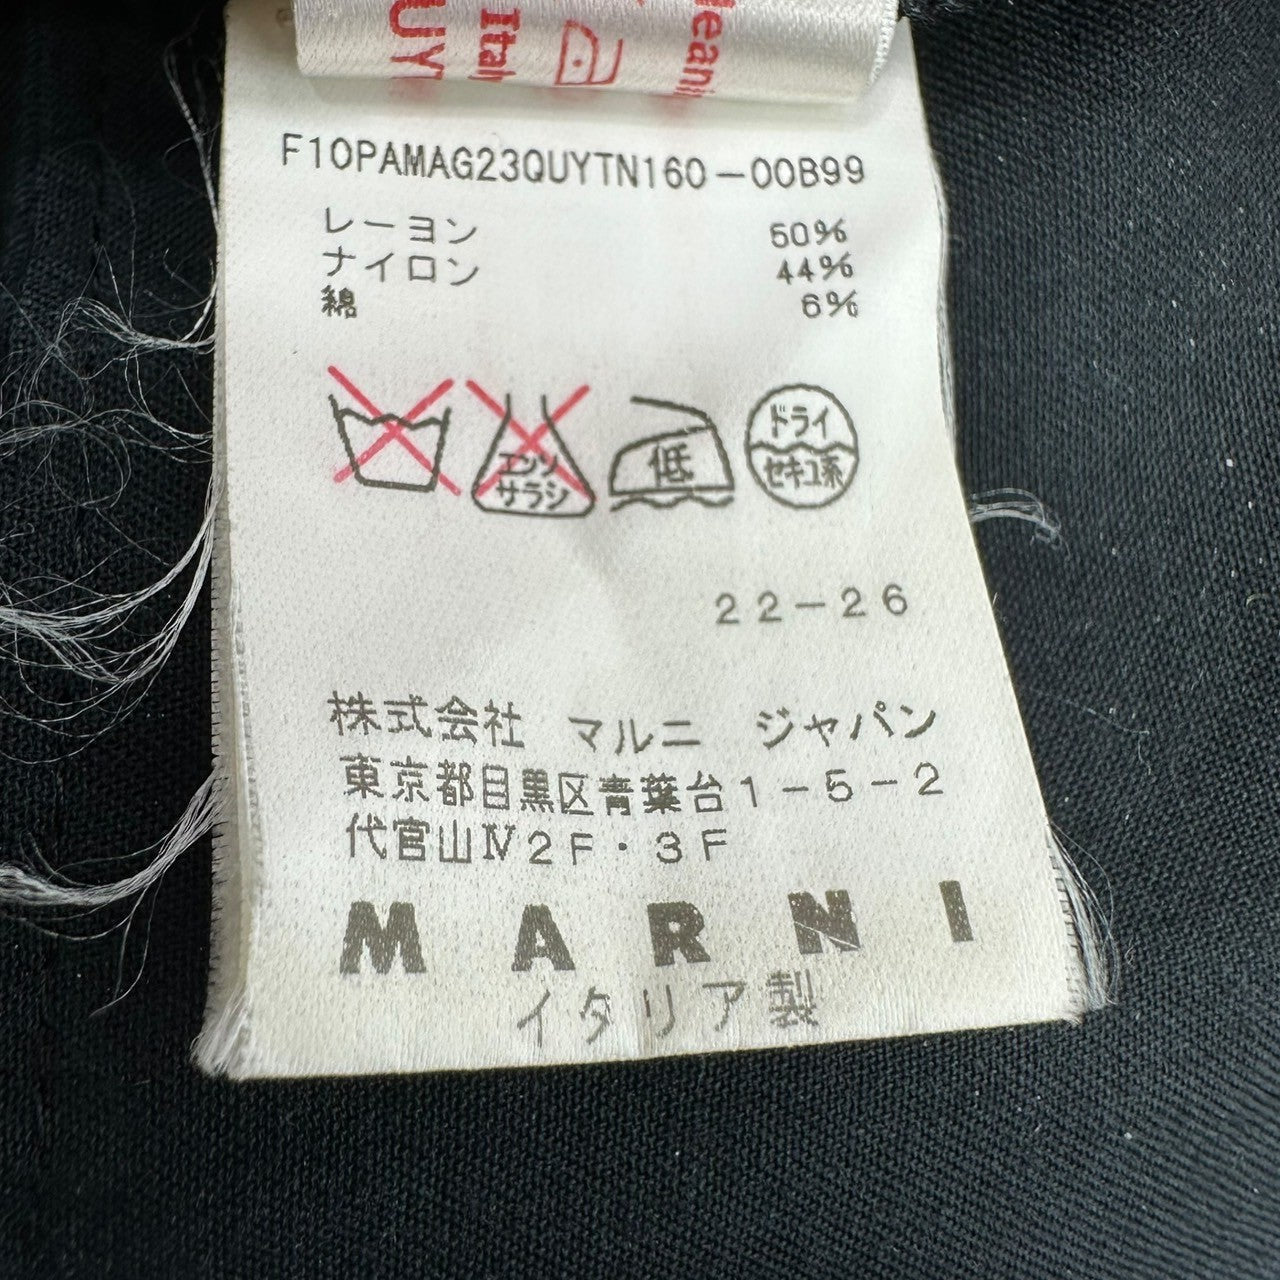 Ital
F10PAMAG23QUYTN160-00B99
レーヨン 50%
ナイロン 44%
綿 6%
エンソ
サラシ
低
ドライ
セキユ系
22-26
株式会社 マルニ ジャパン
東京都目黒区青葉台1-5-2
代官山Ⅳ2F・3F
MARNI
イタリア製